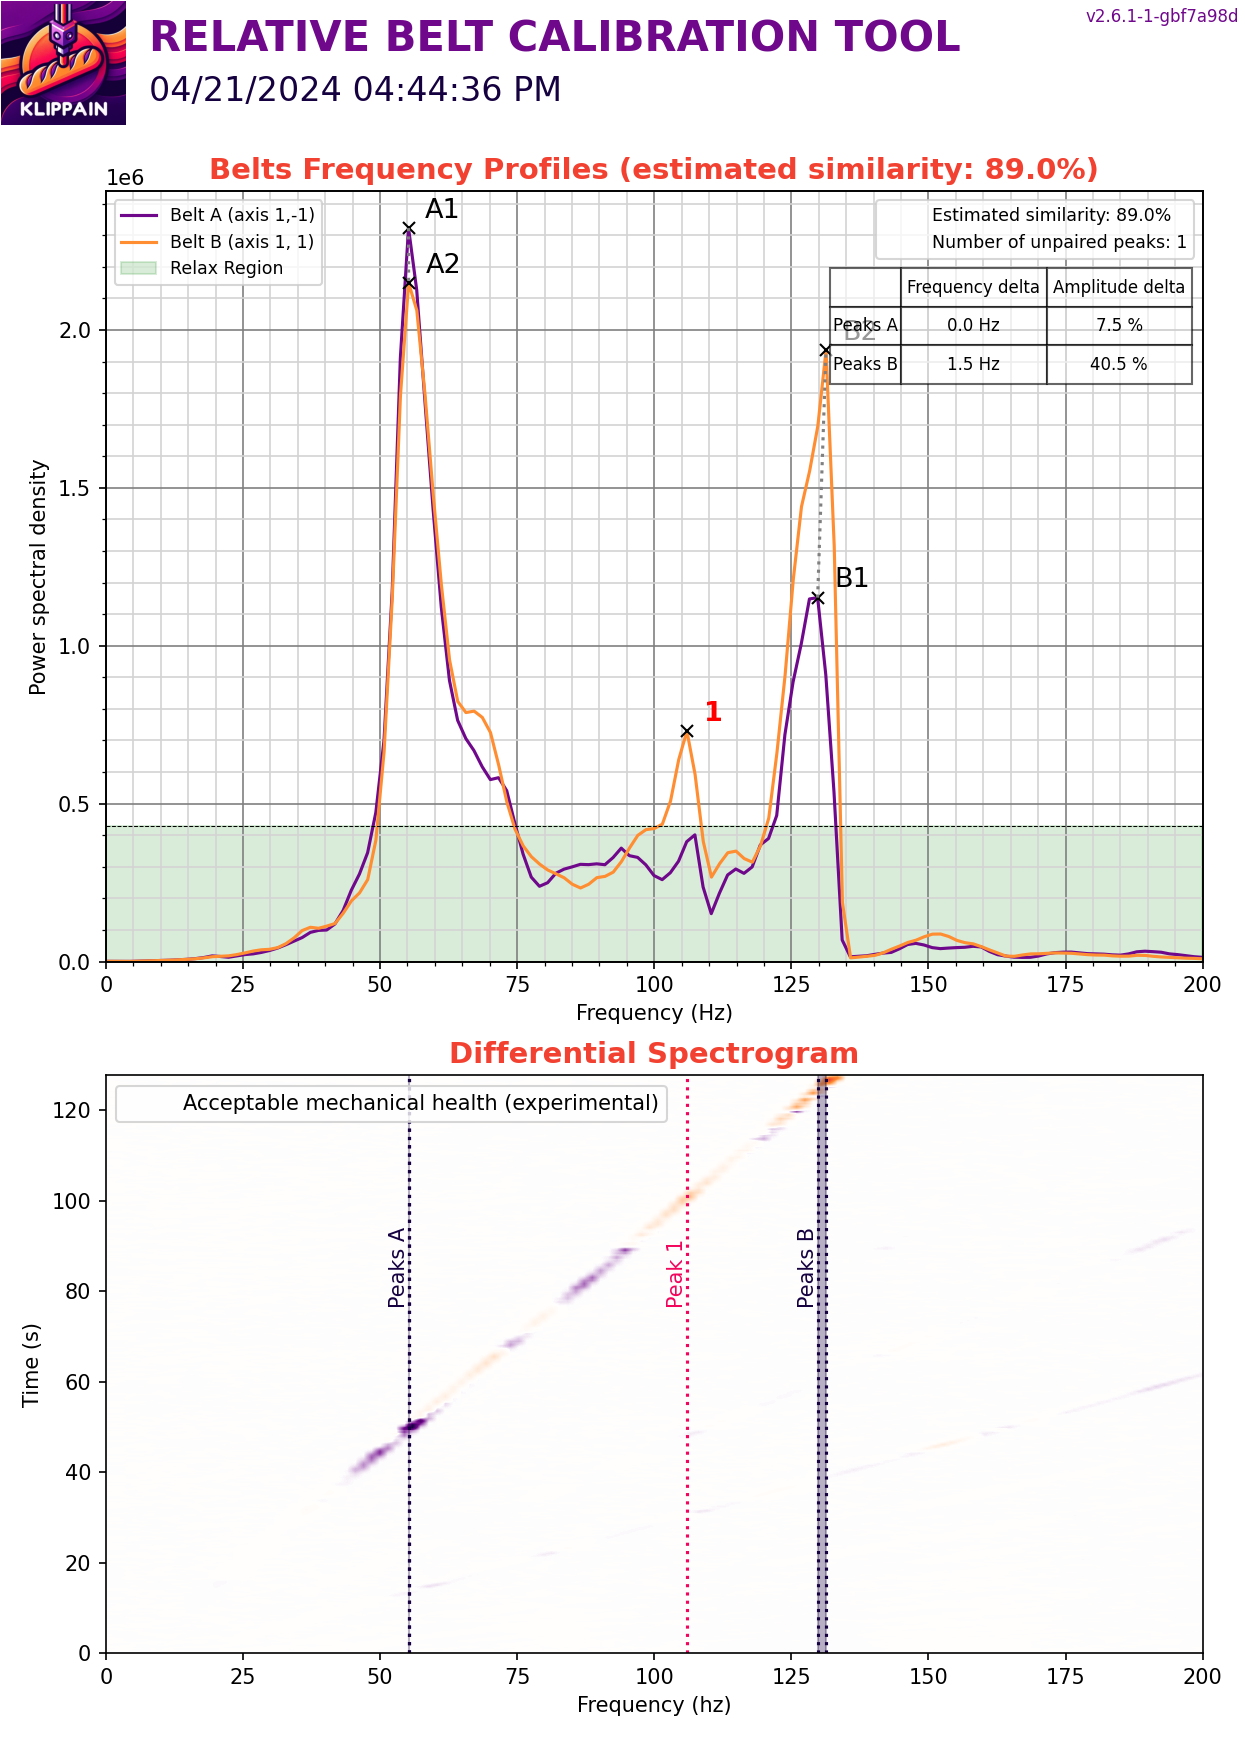 KLIPPAIN
RELATIVE BELT CALIBRATION TOOL
04/21/2024 04:44:36 PM
v2.6.1-1-gbf7a98d
Belts Frequency Profiles (estimated similarity: 89.0%)
1e6
Belt A (axis 1,-1)
Belt B (axis 1, 1)
Relax Region
A1
A2
Estimated similarity: 89.0%
Number of unpaired peaks: 1
Frequency delta Amplitude delta
Peaks A 0.0 Hz 7.5 %
Peaks B 1.5 Hz 40.5 %
B2
B1
1
Power spectral density
2.0
1.5
1.0
0.5
0.0
0 25 50 75 100 125 150 175 200
Frequency (Hz)
Differential Spectrogram
Acceptable mechanical health (experimental)
Peaks A
Peak 1
Peaks B
Time (s)
120
100
80
60
40
20
0
0 25 50 75 100 125 150 175 200
Frequency (hz)